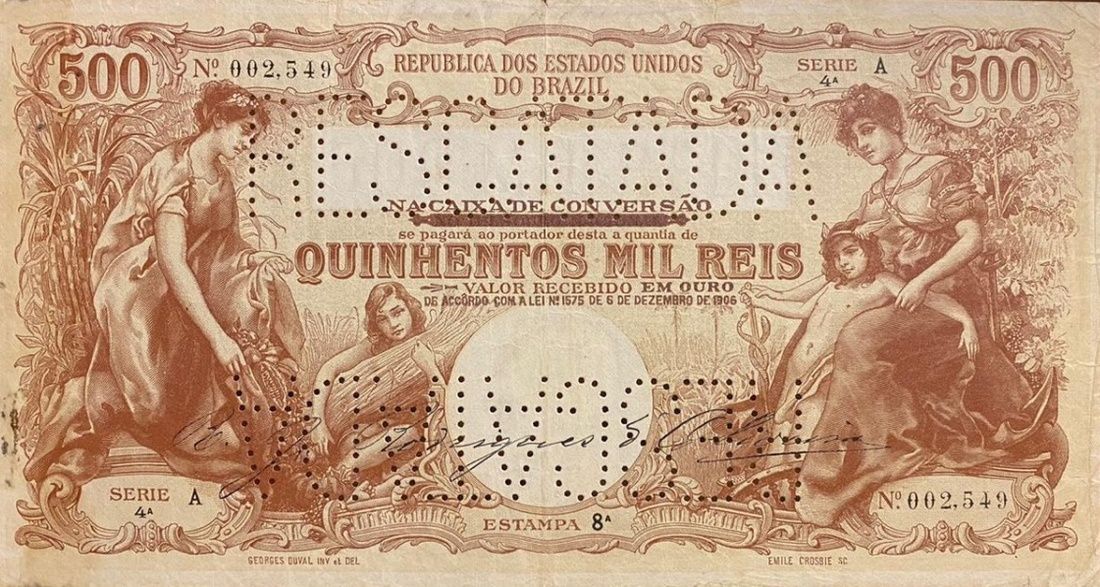 500 Nº 002,549 REPUBLICA DOS ESTADOS UNIDOS SERIE A 500
DO BRAZIL 4ᴬ
RESGATADA
NA CAIXA DE CONVERSÃO
se pagará ao portador desta a quantia de
QUINHENTOS MIL REIS
VALOR RECEBIDO EM OURO
DE ACCÔRDO COM A LEI Nº 1575 DE 6 DE DEZEMBRO DE 1906
RESGATADA
SERIE A
4ᴬ
Nº 002,549
ESTAMPA 8ᴬ
GEORGES DUVAL INV et DEL EMILE CROSBIE SC.